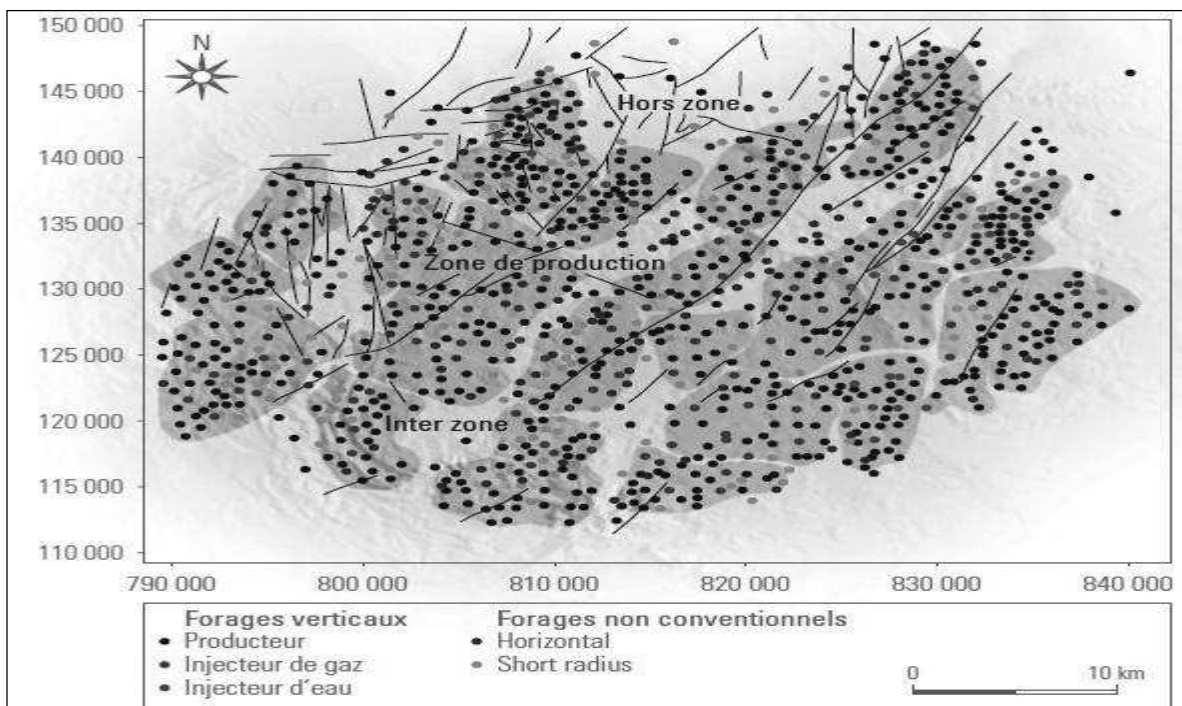 150 000
N
145 000
Hors zone
140 000
135 000
Zone de production
130 000
125 000
120 000
Inter zone
115 000
110 000
790 000 800 000 810 000 820 000 830 000 840 000
Forages verticaux Forages non conventionnels
Producteur Horizontal
Injecteur de gaz Short radius
Injecteur d'eau
0 10 km